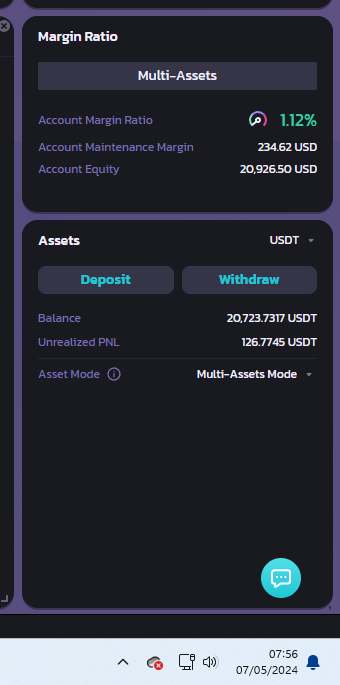 Margin Ratio
Multi-Assets
Account Margin Ratio 1.12%
Account Maintenance Margin 234.62 USD
Account Equity 20,926.50 USD
Assets USDT
Deposit Withdraw
Balance 20,723.7317 USDT
Unrealized PNL 126.7745 USDT
Asset Mode Multi-Assets Mode
07:56
07/05/2024